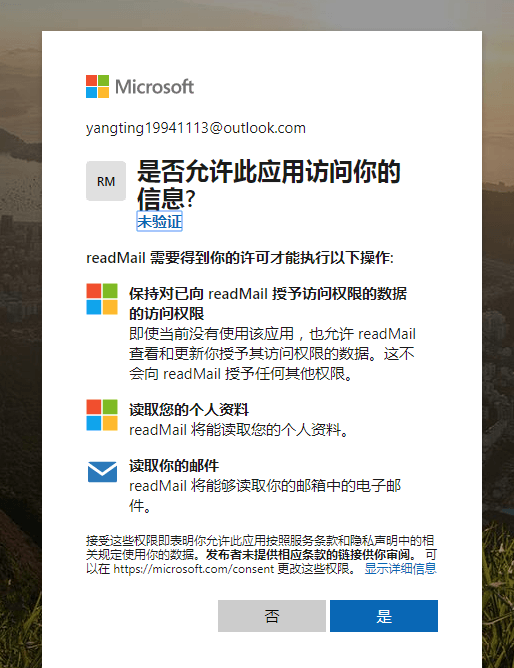 Microsoft
yangting19941113@outlook.com
RM
是否允许此应用访问你的
信息?
未验证
readMail 需要得到你的许可才能执行以下操作:
保持对已向 readMail 授予访问权限的数据
的访问权限
即使当前没有使用该应用，也允许 readMail
查看和更新你授予其访问权限的数据。这不
会向 readMail 授予任何其他权限。
读取您的个人资料
readMail 将能读取您的个人资料。
读取你的邮件
readMail 将能够读取你的邮箱中的电子邮
件。
接受这些权限即表明你允许此应用按照服务条款和隐私声明中的相
关规定使用你的数据。发布者未提供相应条款的链接供你审阅。 可
以在 https://microsoft.com/consent 更改这些权限。 显示详细信息
否
是